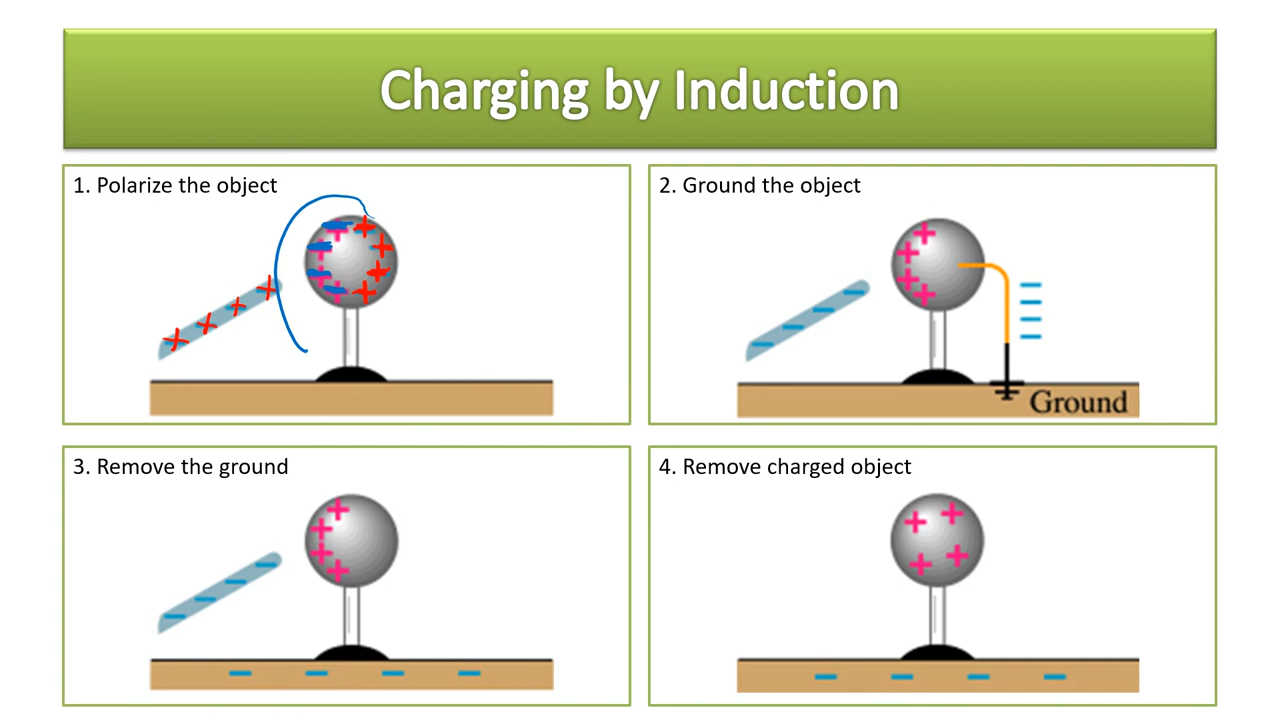 Charging by Induction
1. Polarize the object
2. Ground the object
Ground
3. Remove the ground
4. Remove charged object